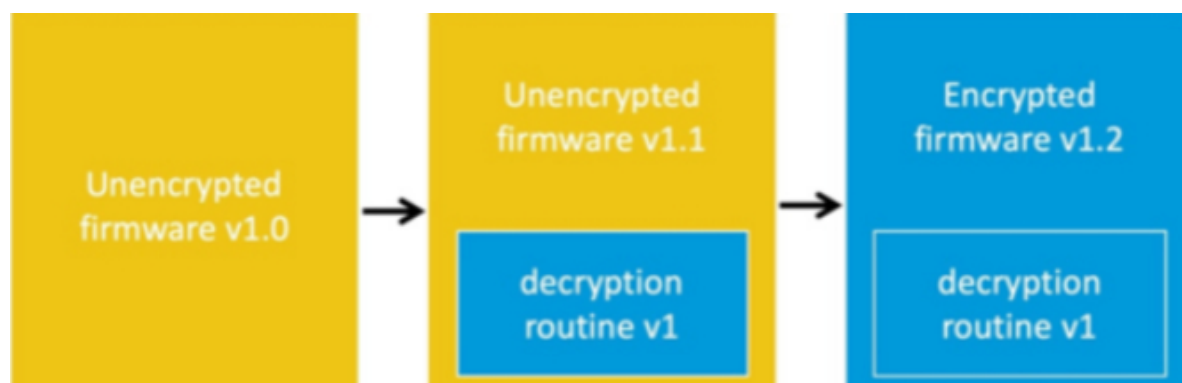 Unencrypted
firmware v1.0
Unencrypted
firmware v1.1
decryption
routine v1
Encrypted
firmware v1.2
decryption
routine v1